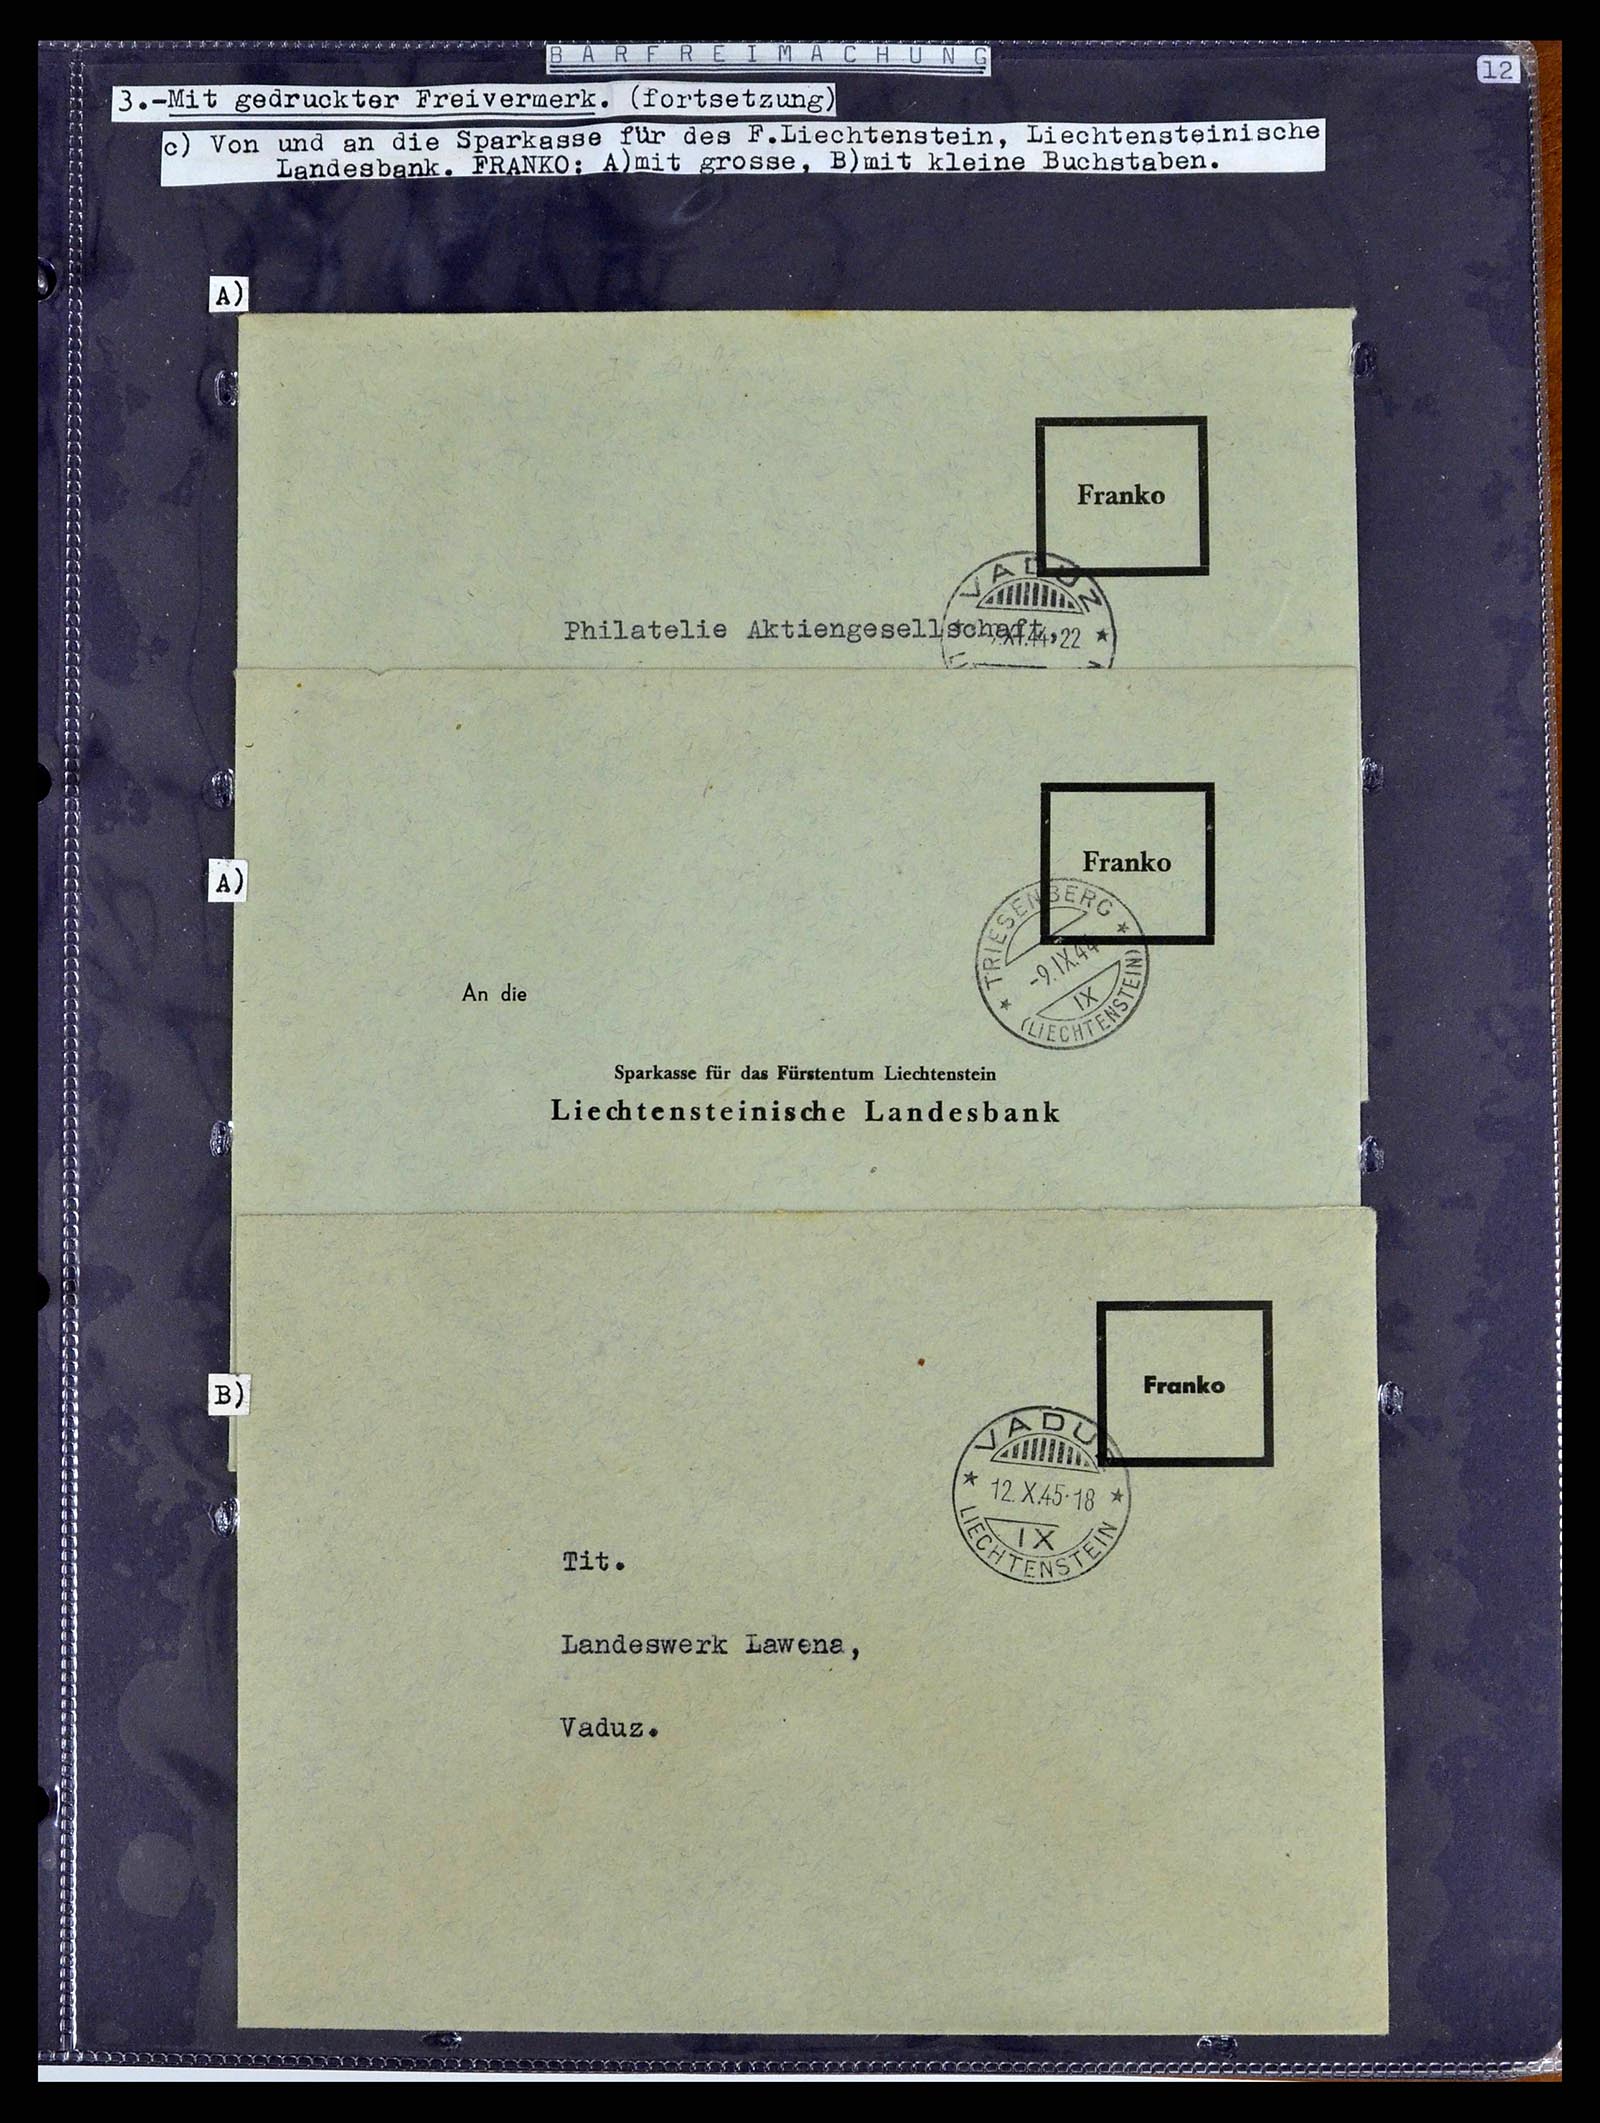 BARFREIMACHUNG
12
3.-Mit gedruckter Freivermerk. (fortsetzung)
c) Von und an die Sparkasse für des F.Liechtenstein, Liechtensteinische
Landesbank. FRANKO: A)mit grosse, B)mit kleine Buchstaben.
A)
Franko
VADUZ
Philatelie Aktiengesellschaft,
22
A)
Franko
TRIESENBERG
-9.IX.44
IX
(LIECHTENSTEIN)
An die
Sparkasse für das Fürstentum Liechtenstein
Liechtensteinische Landesbank
B)
Franko
VADUZ
12.X.45-18
IX
LIECHTENSTEIN
Tit.
Landeswerk Lawena,
Vaduz.